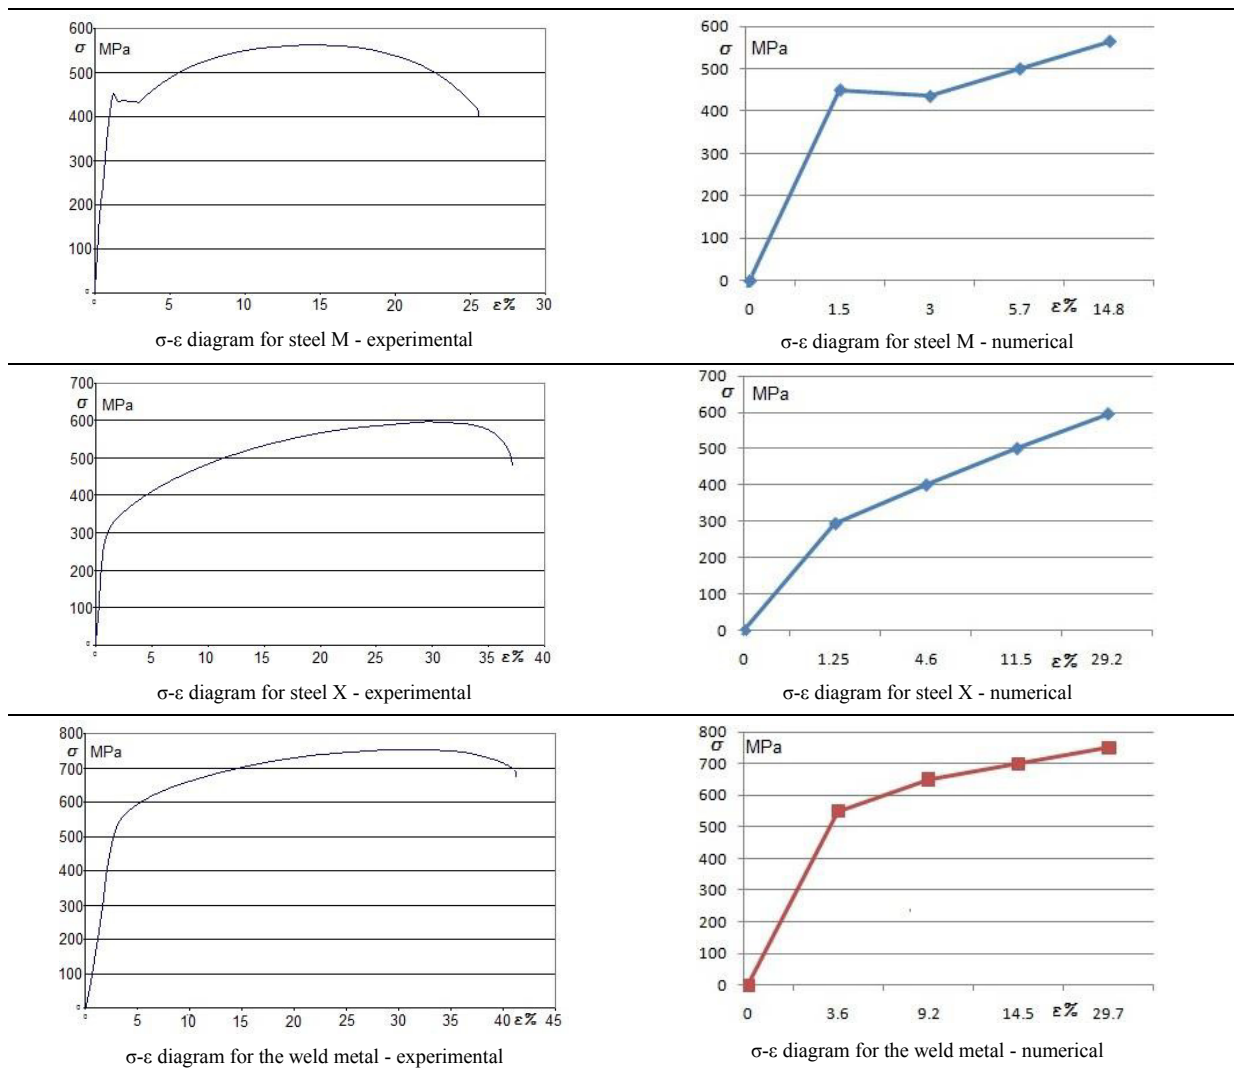 600
σ MPa
500
400
300
200
100
0
0 5 10 15 20 25 ε% 30
σ-ε diagram for steel M - experimental
600
σ MPa
500
400
300
200
100
0
0 1.5 3 5.7 ε% 14.8
σ-ε diagram for steel M - numerical
700
σ MPa
600
500
400
300
200
100
0
5 10 15 20 25 30 35 ε% 40
σ-ε diagram for steel X - experimental
700
σ MPa
600
500
400
300
200
100
0
0 1.25 4.6 11.5 ε% 29.2
σ-ε diagram for steel X - numerical
800
σ MPa
700
600
500
400
300
200
100
0
5 10 15 20 25 30 35 40 ε% 45
σ-ε diagram for the weld metal - experimental
800
σ MPa
700
600
500
400
300
200
100
0
0 3.6 9.2 14.5 ε% 29.7
σ-ε diagram for the weld metal - numerical